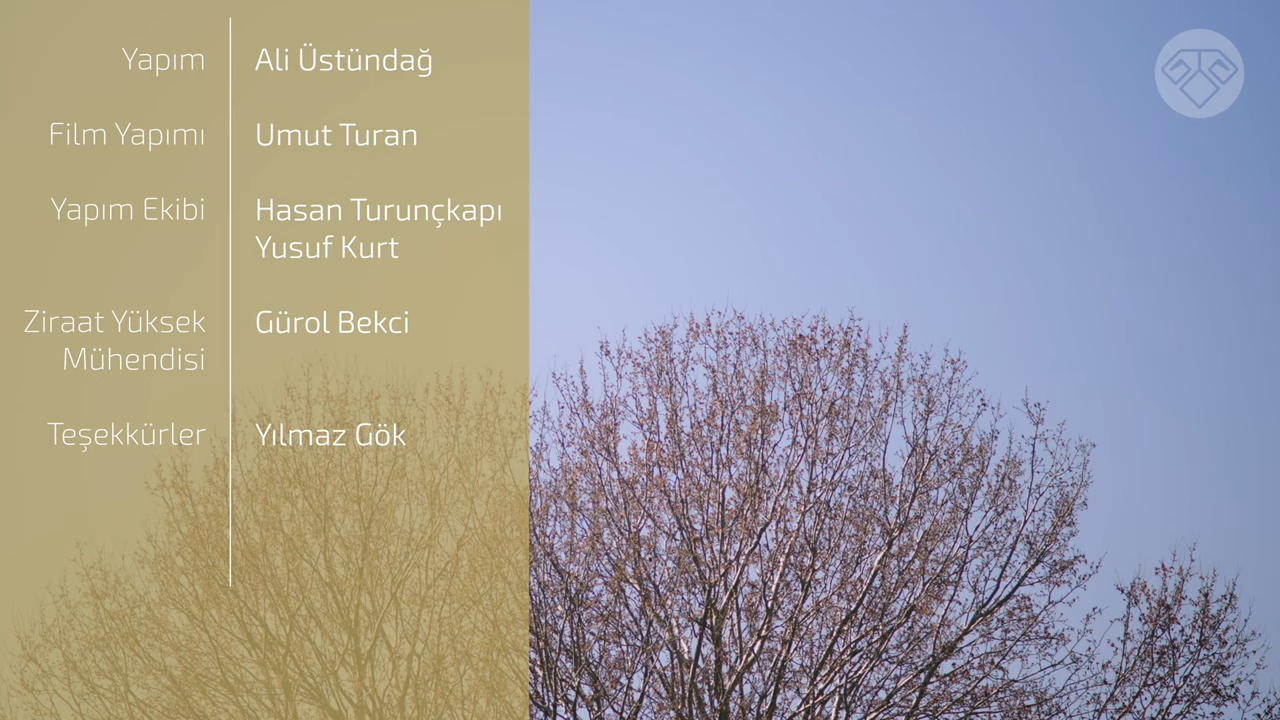 Yapım Ali Üstündağ
Film Yapımı Umut Turan
Yapım Ekibi Hasan Turunçkapı
Yusuf Kurt
Ziraat Yüksek Gürol Bekci
Mühendisi
Teşekkürler Yılmaz Gök